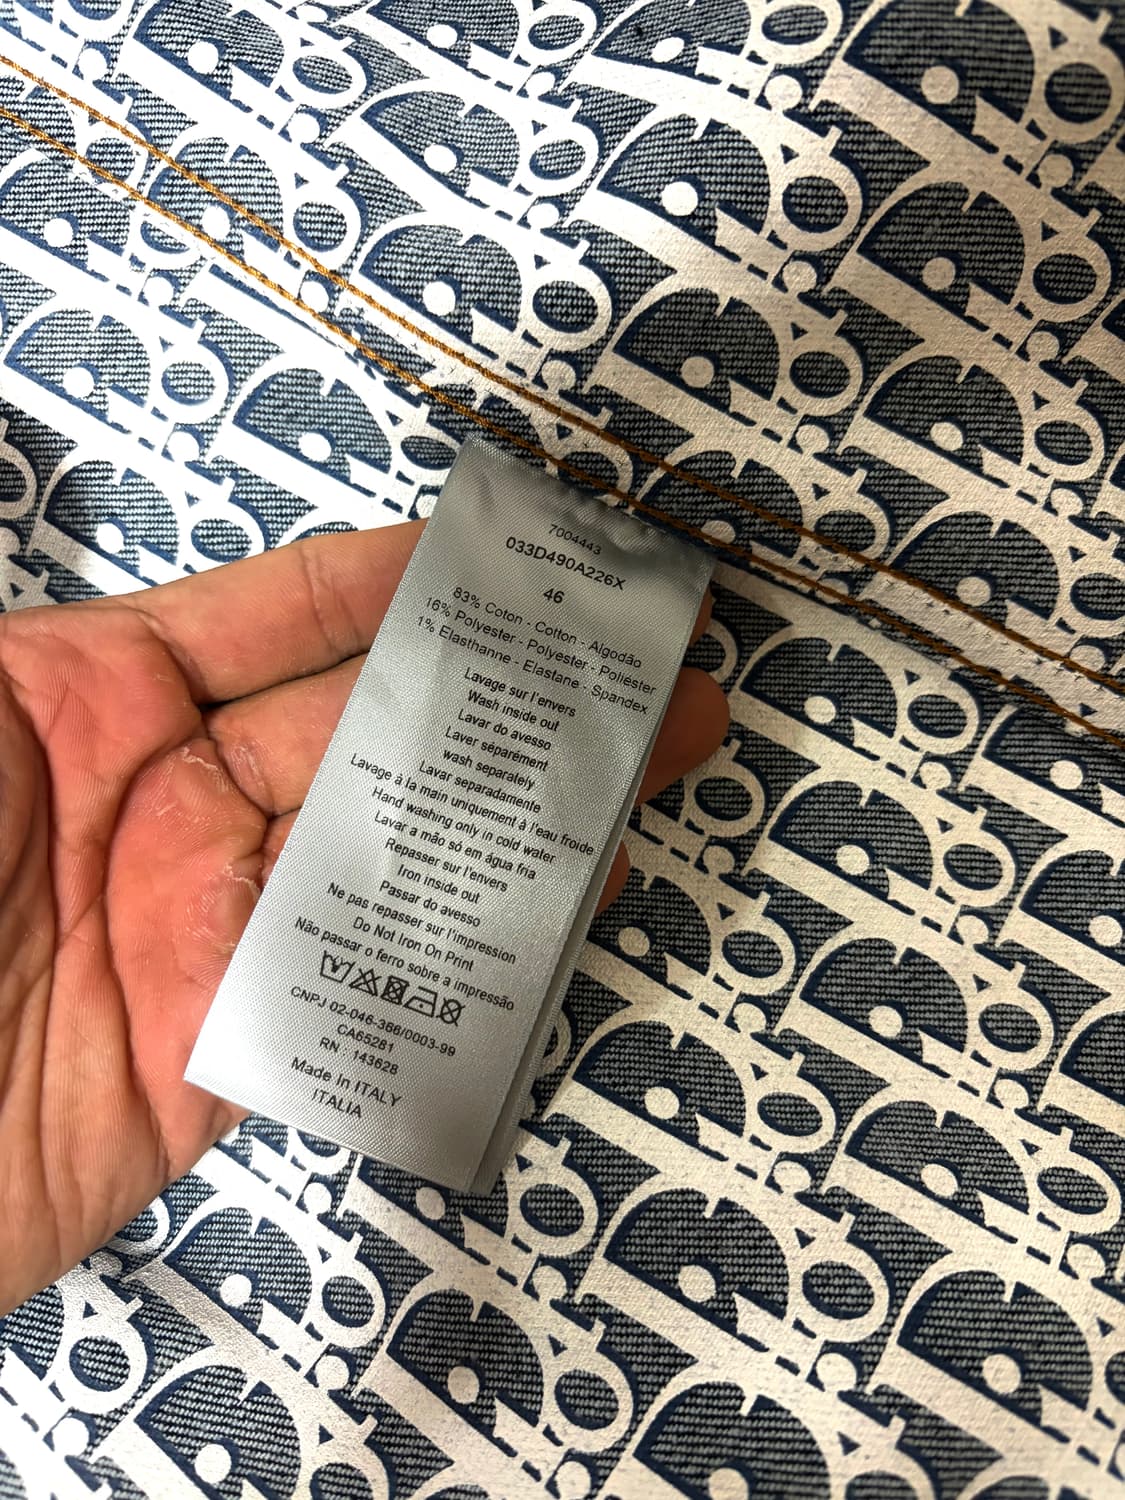 7004443
033D490A226X
46
83% Coton - Cotton - Algodão
16% Polyester - Polyester - Poliéster
1% Elasthanne - Elastane - Spandex
Lavage sur l'envers
Wash inside out
Lavar do avesso
Laver séparément
wash separately
Lavar separadamente
Lavage à la main uniquement à l'eau froide
Hand washing only in cold water
Lavar a mão só em água fria
Repasser sur l'envers
Iron inside out
Passar do avesso
Ne pas repasser sur l'impression
Do Not Iron On Print
Não passar o ferro sobre a impressão
CNPJ 02-046-366/0003-99
CA65281
RN : 143628
Made In ITALY
ITALIA
Dior